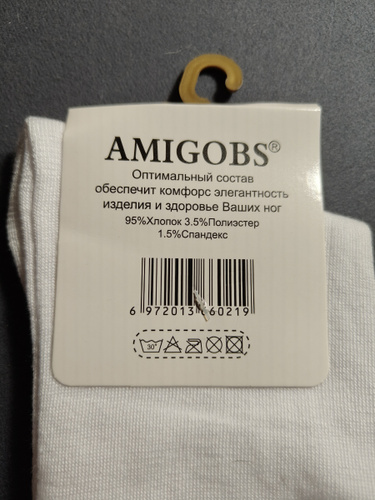 AMIGOBS®
Оптимальный состав
обеспечит комфорс элегантность
изделия и здоровье Ваших ног
95%Хлопок 3.5%Полиэстер
1.5%Спандекс
6 972013 60219
30°